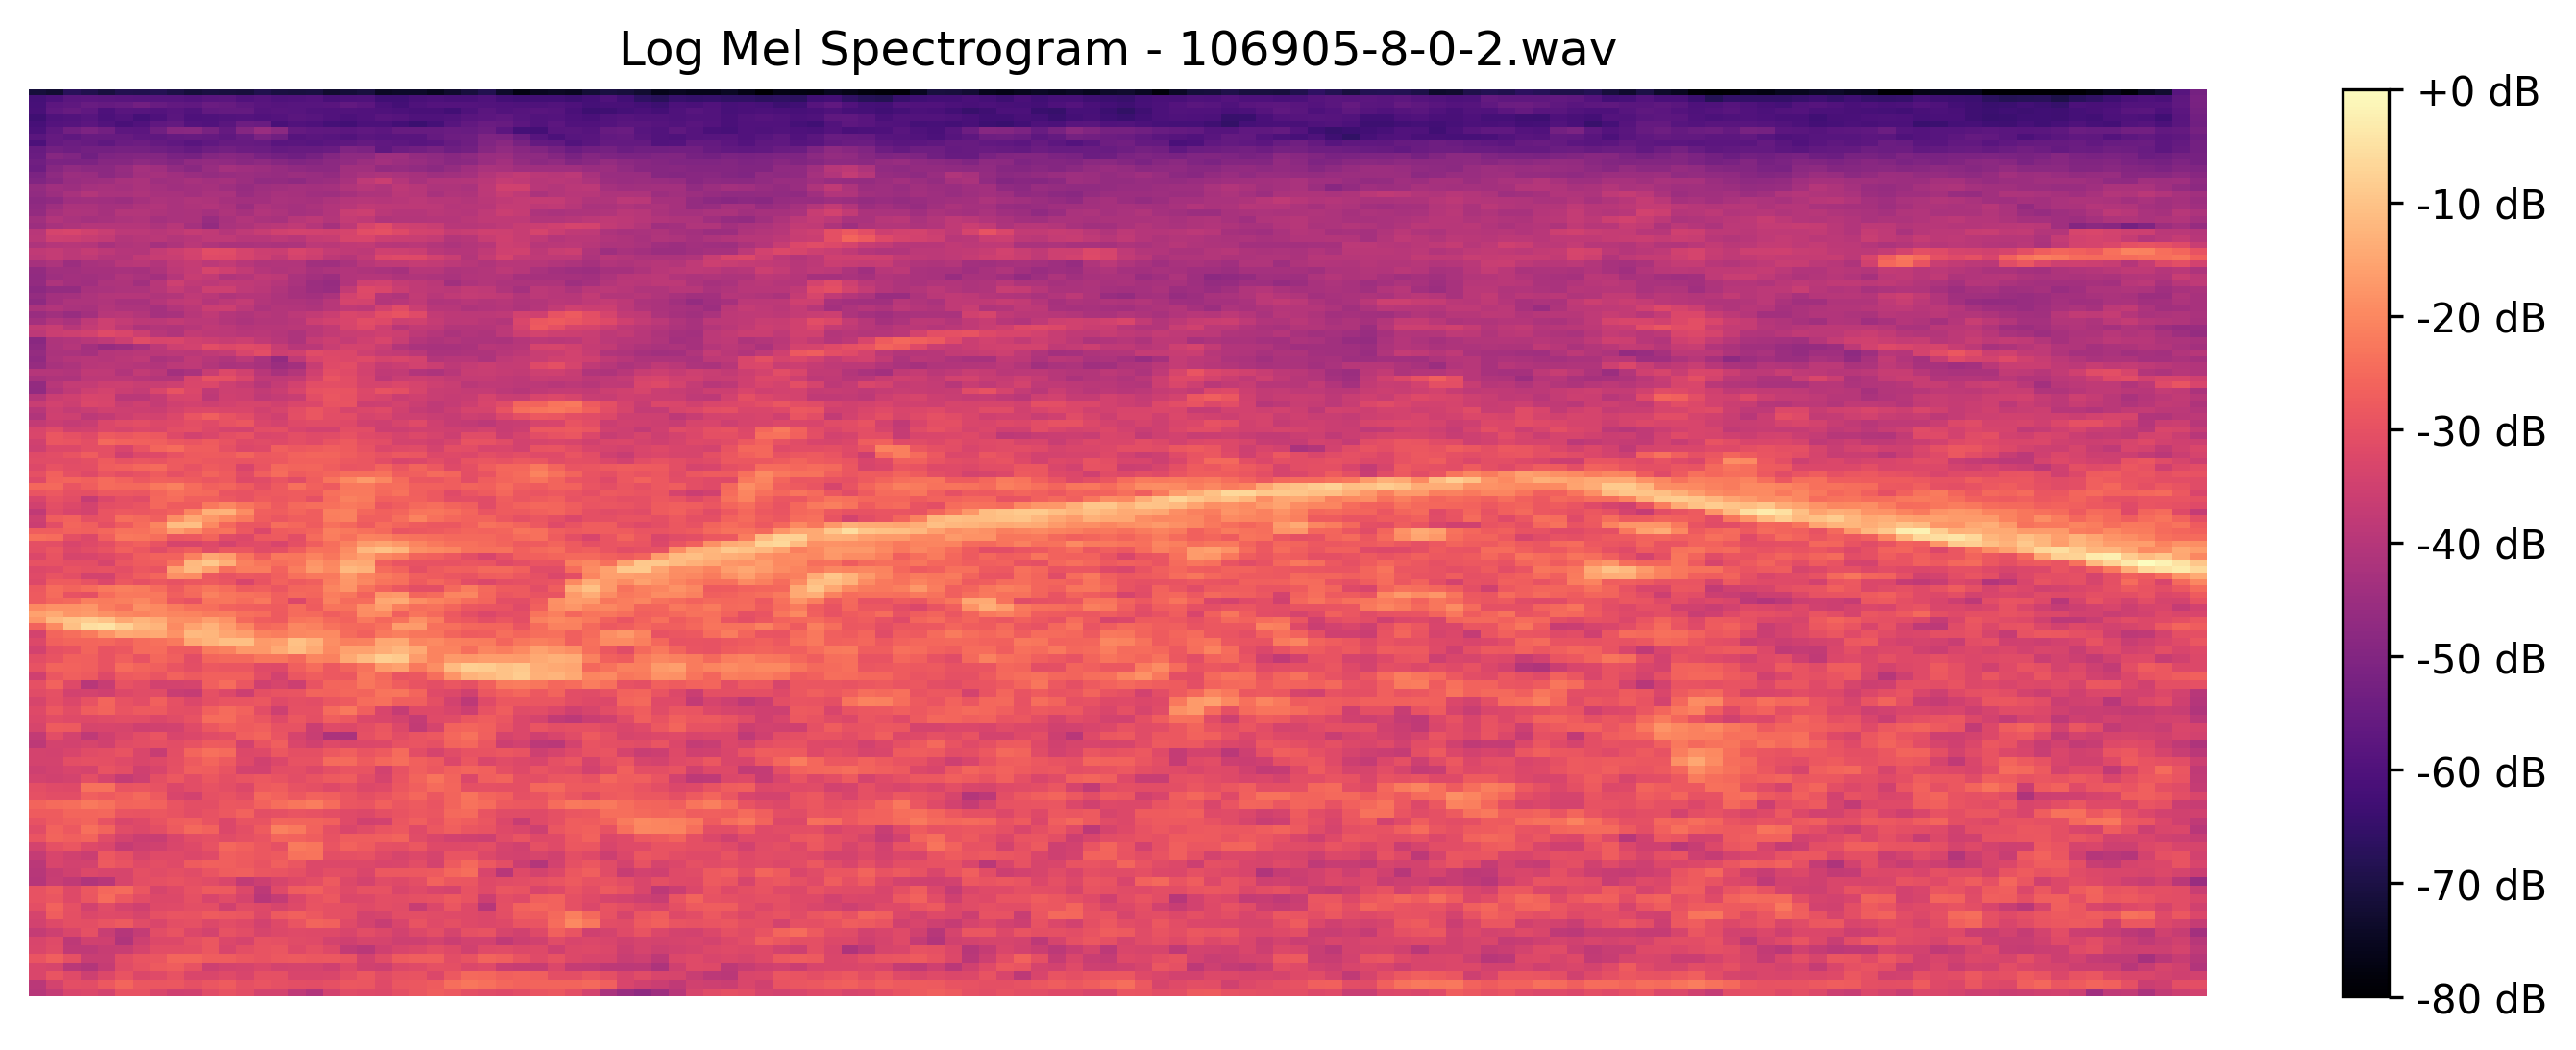 Log Mel Spectrogram - 106905-8-0-2.wav
+0 dB
-10 dB
-20 dB
-30 dB
-40 dB
-50 dB
-60 dB
-70 dB
-80 dB